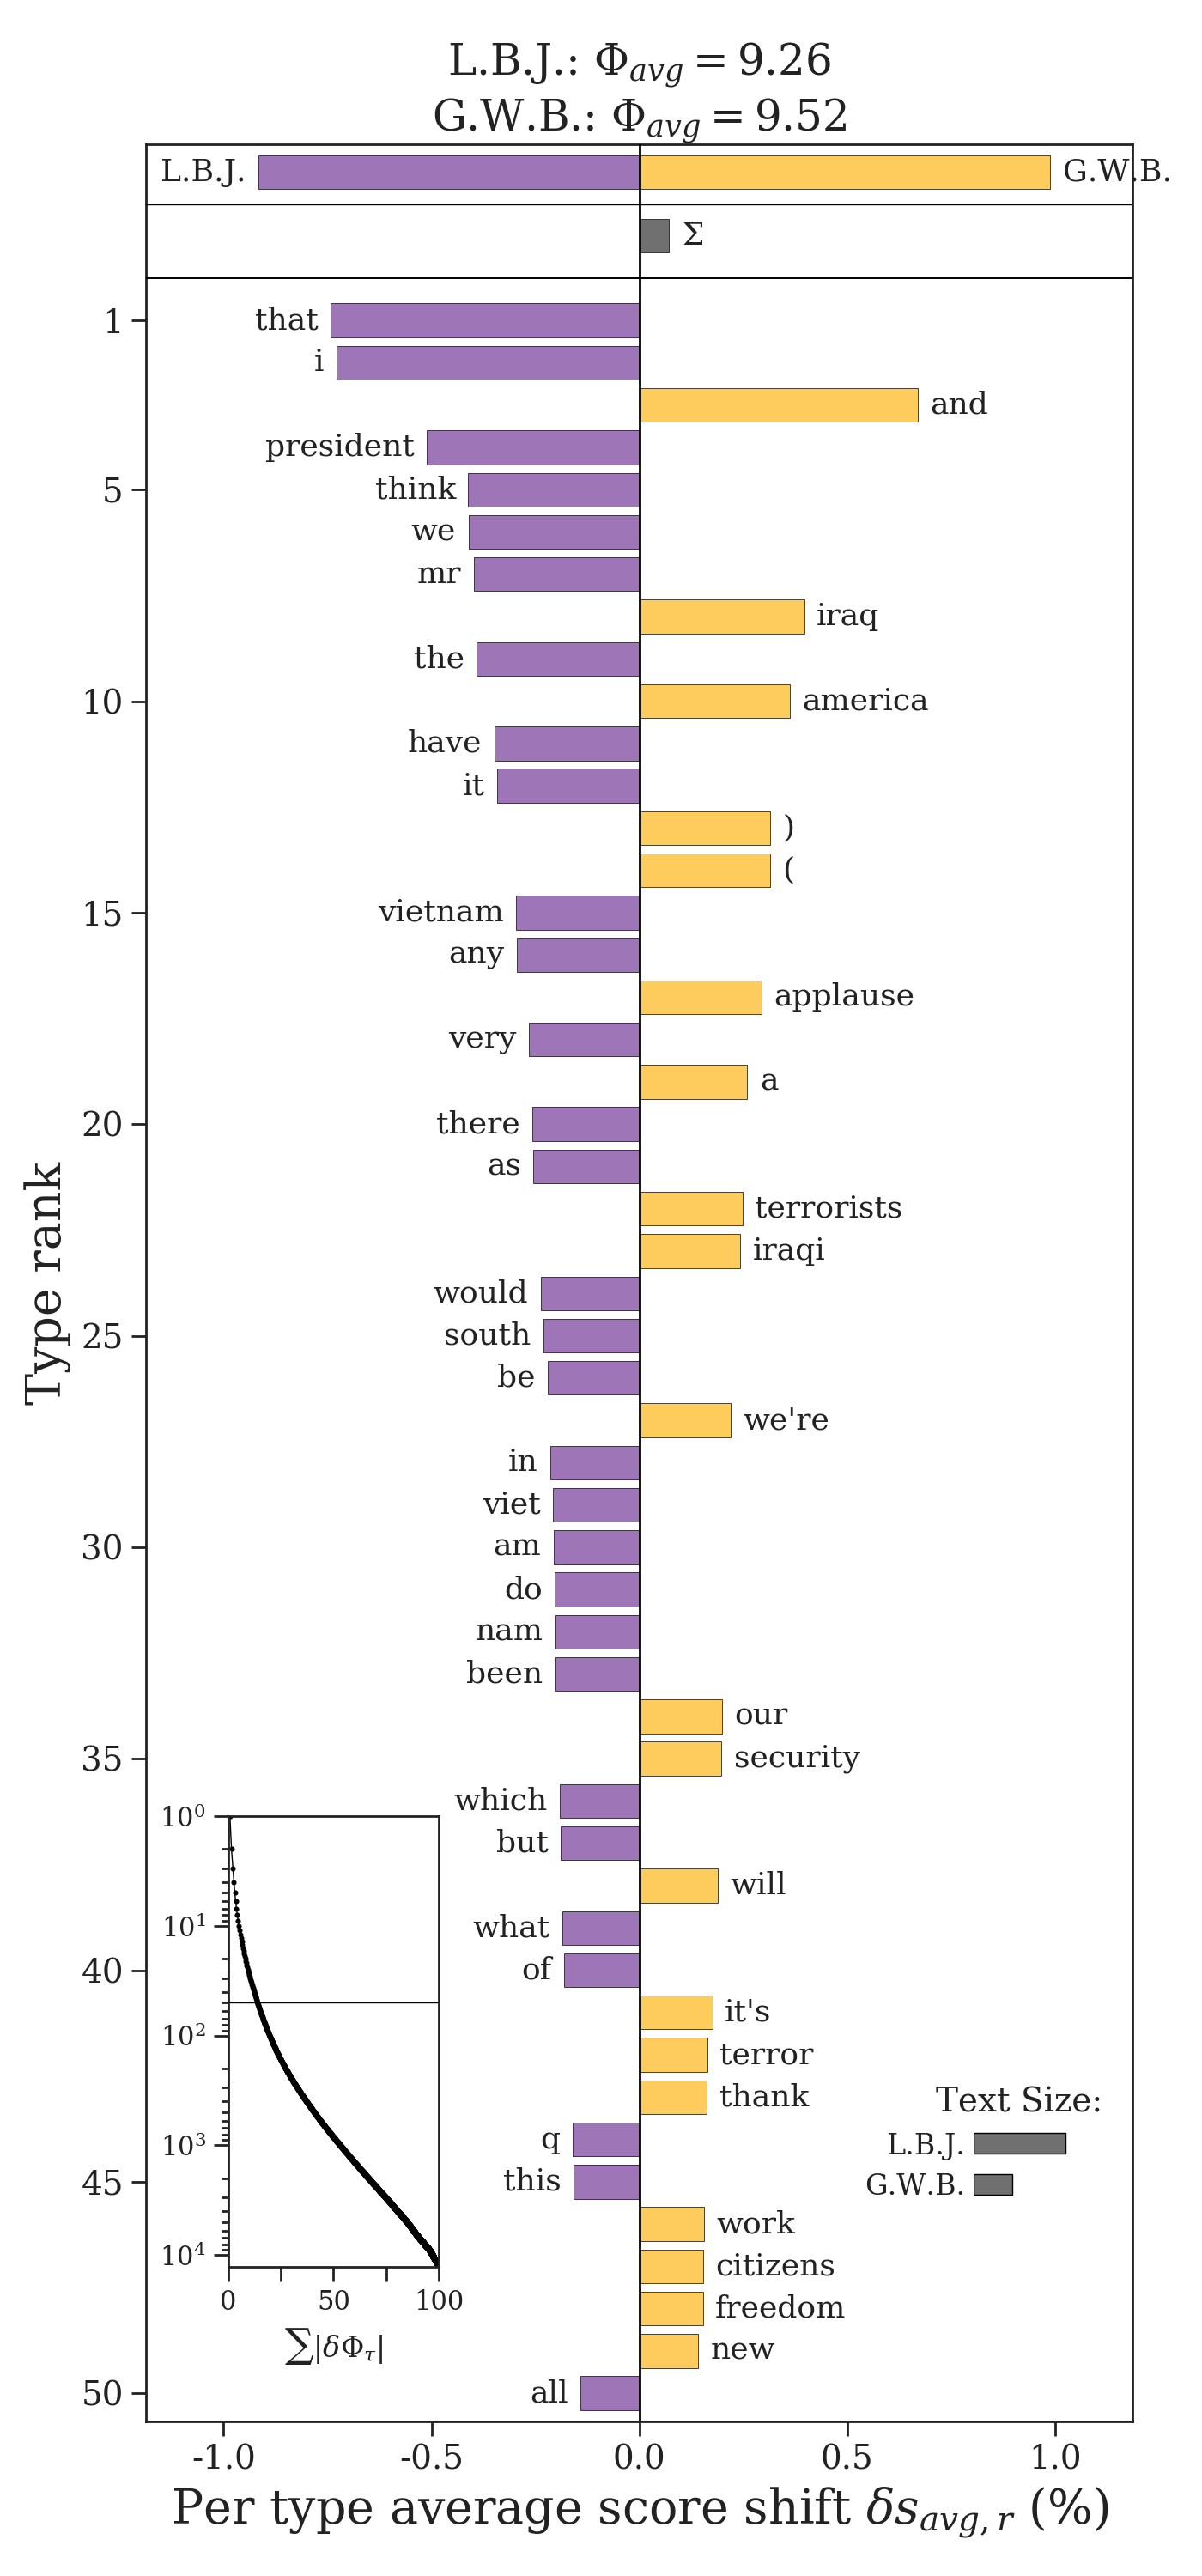 L.B.J.: Φavg = 9.26
G.W.B.: Φavg = 9.52
L.B.J. G.W.B.
Σ
1 that
i
and
president
5 think
we
mr
iraq
the
10 america
have
it
)
(
15 vietnam
any
applause
very
a
20 there
as
terrorists
iraqi
would
25 south
be
we're
in
viet
30 am
do
nam
been
our
35 security
which
but
will
what
40 of
it's
terror
thank
q
45 this
work
citizens
freedom
new
50 all
Type rank
10⁰
10¹
10²
10³
10⁴
0 50 100
∑|δΦτ|
Text Size:
L.B.J.
G.W.B.
-1.0 -0.5 0.0 0.5 1.0
Per type average score shift δsavg, r (%)